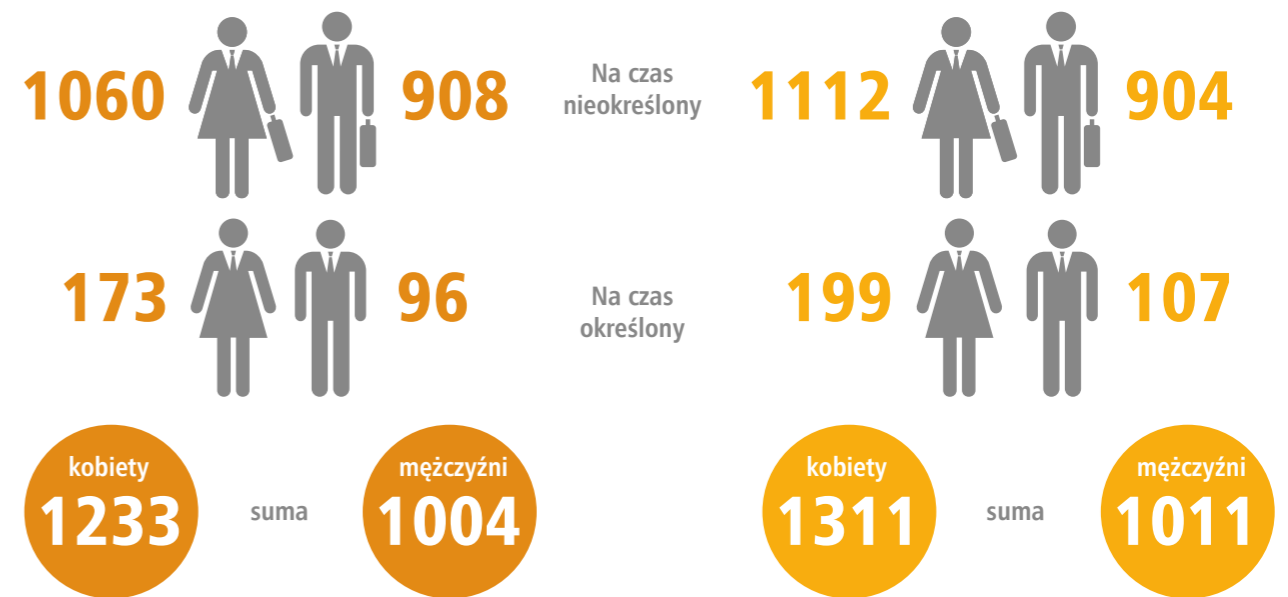 1060 908 Na czas nieokreślony 1112 904
173 96 Na czas określony 199 107
kobiety mężczyźni kobiety mężczyźni
1233 suma 1004 1311 suma 1011